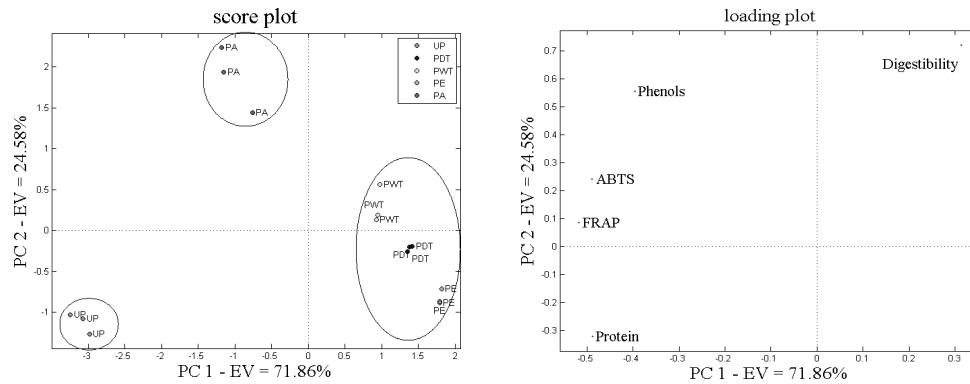 score plot
PC 2 - EV = 24.58%
2
1.5
1
0.5
0
-0.5
-1
PA
PA
PA
UP
PDT
PWT
PE
PA
PWT
PWT
PWT
PDT
PDT
PE
PE
UP
UP
UP
-3 -2.5 -2 -1.5 -1 -0.5 0 0.5 1 1.5 2
PC 1 - EV = 71.86%
loading plot
PC 2 - EV = 24.58%
0.7
0.6
0.5
0.4
0.3
0.2
0.1
0
-0.1
-0.2
-0.3
Digestibility
Phenols
ABTS
FRAP
Protein
-0.5 -0.4 -0.3 -0.2 -0.1 0 0.1 0.2 0.3
PC 1 - EV = 71.86%